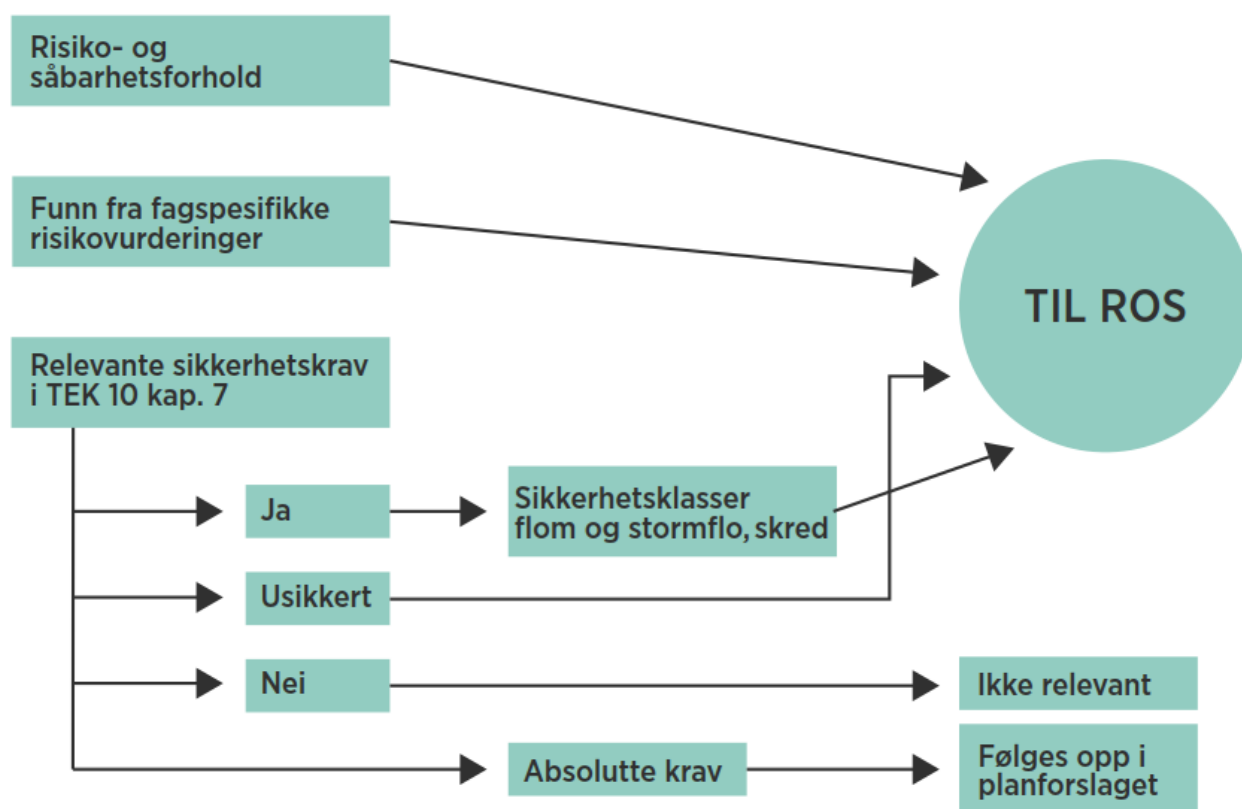 Risiko- og
såbarhetsforhold
Funn fra fagspesifikke
risikovurderinger
TIL ROS
Relevante sikkerhetskrav
i TEK 10 kap. 7
Ja
Sikkerhetsklasser
flom og stormflo, skred
Usikkert
Nei
Ikke relevant
Absolutte krav
Følges opp i
planforslaget